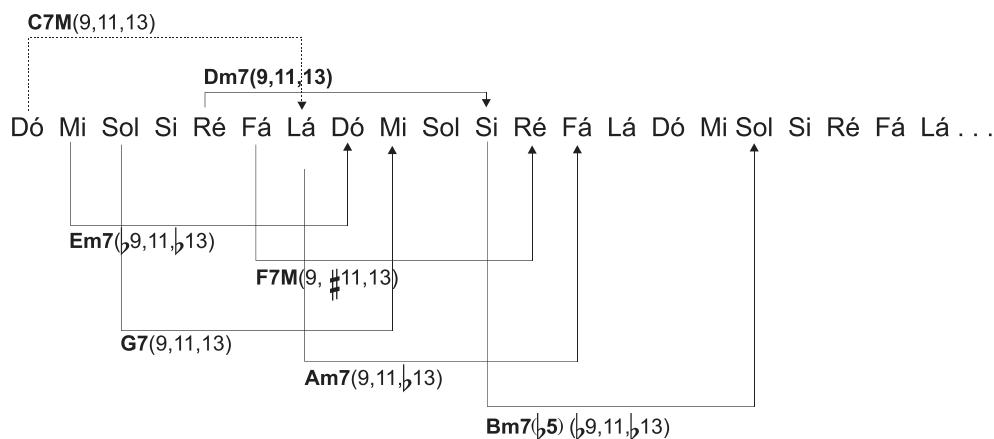 C7M(9,11,13)
Dm7(9,11,13)
Dó Mi Sol Si Ré Fá Lá Dó Mi Sol Si Ré Fá Lá Dó Mi Sol Si Ré Fá Lá . . .
Em7(♭9,11,♭13)
F7M(9, ♯11,13)
G7(9,11,13)
Am7(9,11,♭13)
Bm7(♭5) (♭9,11,♭13)